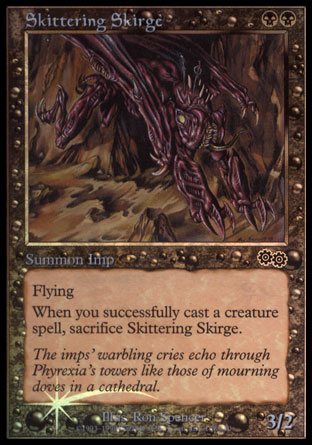 Skittering Skirge
Summon Imp
Flying
When you successfully cast a creature
spell, sacrifice Skittering Skirge.
The imps' warbling cries echo through
Phyrexia's towers like those of mourning
doves in a cathedral.
Illus. Ron Spencer
3/2